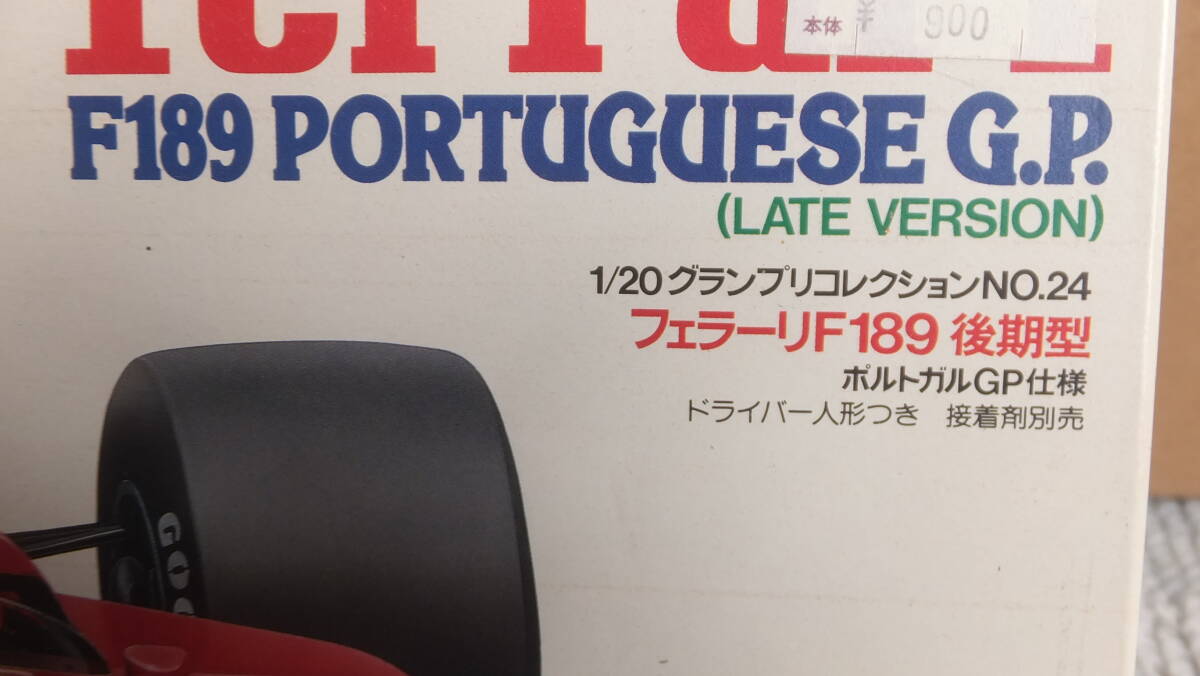 Ferrari
本体 ¥ 900
F189 PORTUGUESE G.P.
(LATE VERSION)
1/20 グランプリコレクションNO.24
フェラーリF189 後期型
ポルトガルGP仕様
ドライバー人形つき 接着剤別売
GOO